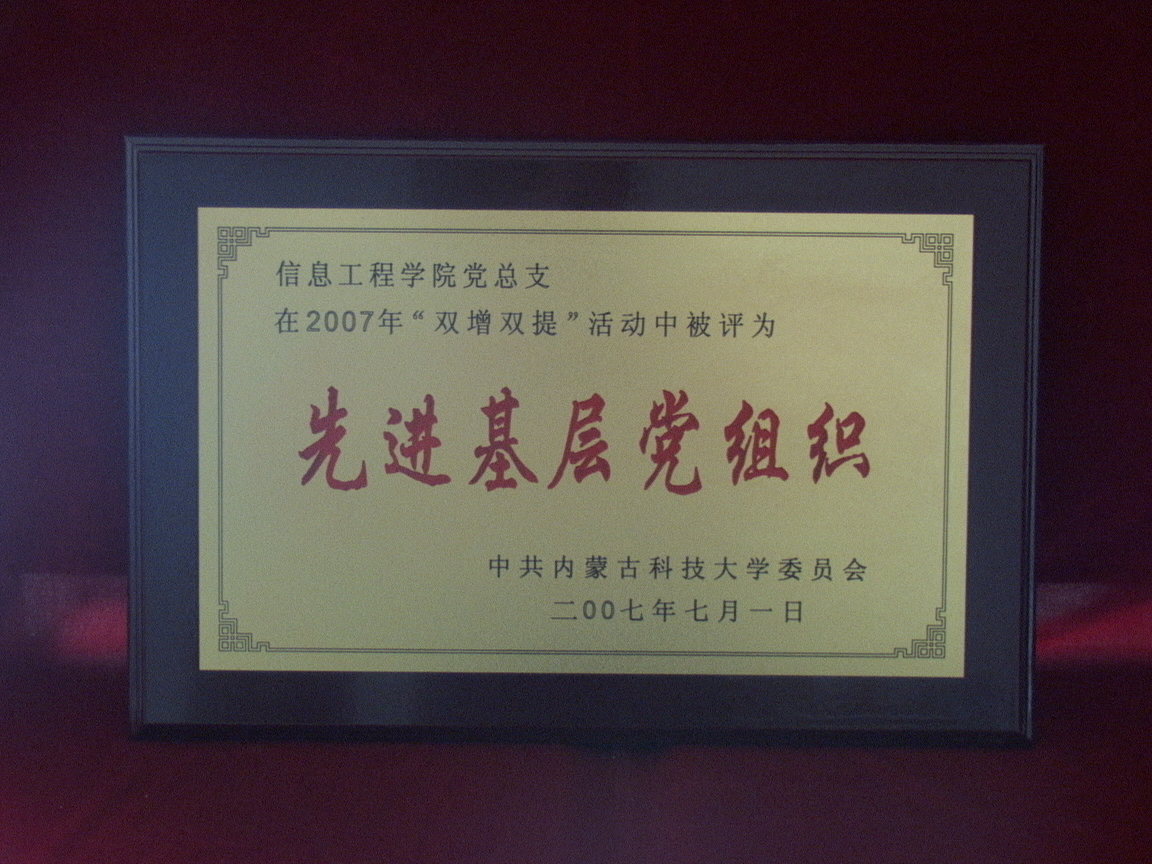 信息工程学院党总支
在2007年“双增双提”活动中被评为
先进基层党组织
中共内蒙古科技大学委员会
二00七年七月一日